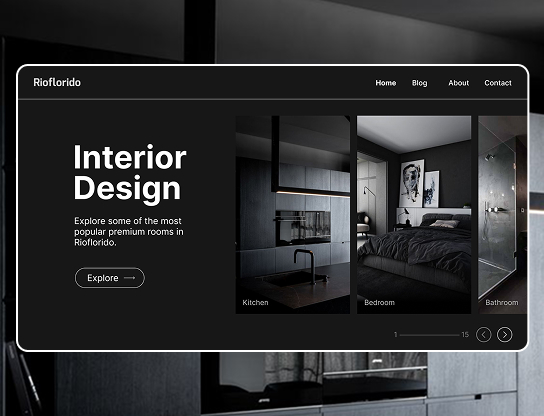 Rioflorido
Home Blog About Contact
Interior
Design
Explore some of the most
popular premium rooms in
Rioflorido.
Explore
Kitchen
Bedroom
Bathroom
1 15